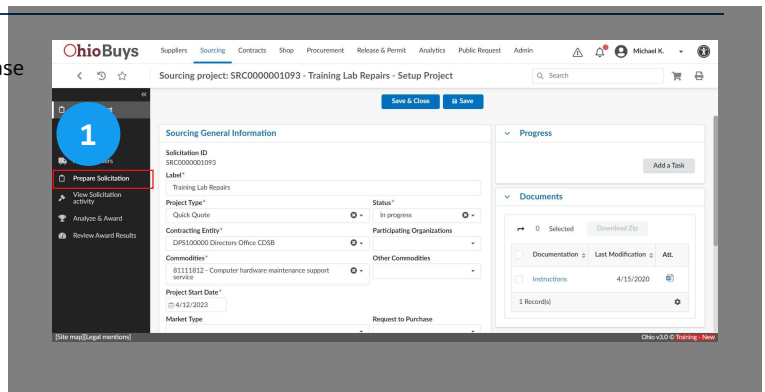 OhioBuys
Suppliers Sourcing Contracts Shop Procurement Release & Permit Analytics Public Request Admin
Michael K.
Sourcing project: SRC0000001093 - Training Lab Repairs - Setup Project
Search
Save & Close Save
1
Prepare Solicitation
View Solicitation
activity
Analyze & Award
Review Award Results
Sourcing General Information
Solicitation ID
SRC0000001093
Label*
Training Lab Repairs
Project Type* Status*
Quick Quote In progress
Contracting Entity* Participating Organizations
DPS100000 Directors Office CDSB
Commodities* Other Commodities
81111812 - Computer hardware maintenance support
service
Project Start Date*
4/12/2023
Market Type Request to Purchase
Progress
Add a Task
Documents
0 Selected Download Zip
Documentation Last Modification Att.
Instructions 4/15/2020
1 Record(s)
[Site map][Legal mentions]
Ohio v3.0 © Training - New